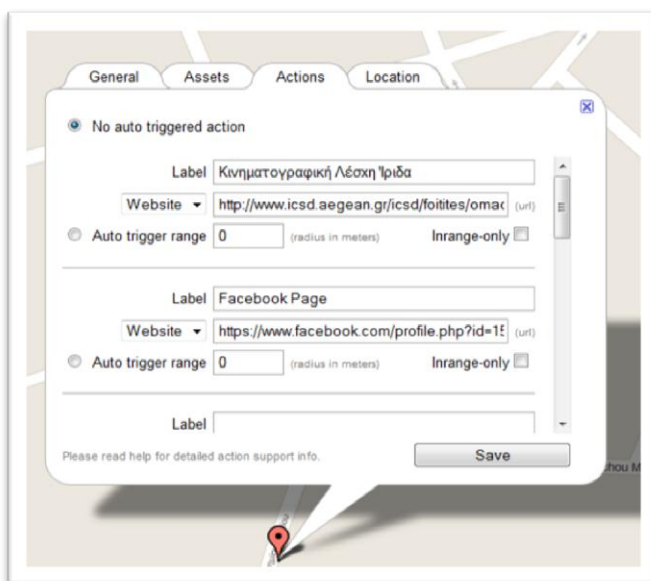 General Assets Actions Location
No auto triggered action
Label Κινηματογραφική Λέσχη Ίριδα
Website http://www.icsd.aegean.gr/icsd/foitites/omac (url)
Auto trigger range 0 (radius in meters) Inrange-only
Label Facebook Page
Website https://www.facebook.com/profile.php?id=15 (url)
Auto trigger range 0 (radius in meters) Inrange-only
Label
Please read help for detailed action support info. Save